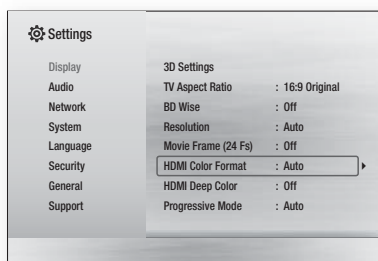 Settings
Display
Audio
Network
System
Language
Security
General
Support
3D Settings
TV Aspect Ratio : 16:9 Original
BD Wise : Off
Resolution : Auto
Movie Frame (24 Fs) : Off
HDMI Color Format : Auto
HDMI Deep Color : Off
Progressive Mode : Auto